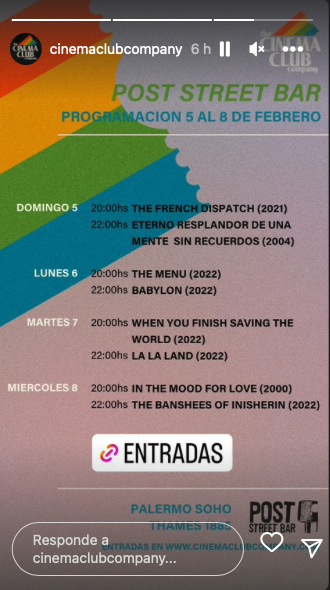 cinemaclubcompany 6 h
the
CINEMA
CLUB
company
POST STREET BAR
PROGRAMACION 5 AL 8 DE FEBRERO
DOMINGO 5 20:00hs THE FRENCH DISPATCH (2021)
22:00hs ETERNO RESPLANDOR DE UNA
MENTE SIN RECUERDOS (2004)
LUNES 6 20:00hs THE MENU (2022)
22:00hs BABYLON (2022)
MARTES 7 20:00hs WHEN YOU FINISH SAVING THE
WORLD (2022)
22:00hs LA LA LAND (2022)
MIERCOLES 8 20:00hs IN THE MOOD FOR LOVE (2000)
22:00hs THE BANSHEES OF INISHERIN (2022)
ENTRADAS
PALERMO SOHO
THAMES 1885
POST
STREET BAR
ENTRADAS EN WWW.CINEMACLUBCOMPANY.C
Responde a
cinemaclubcompany...